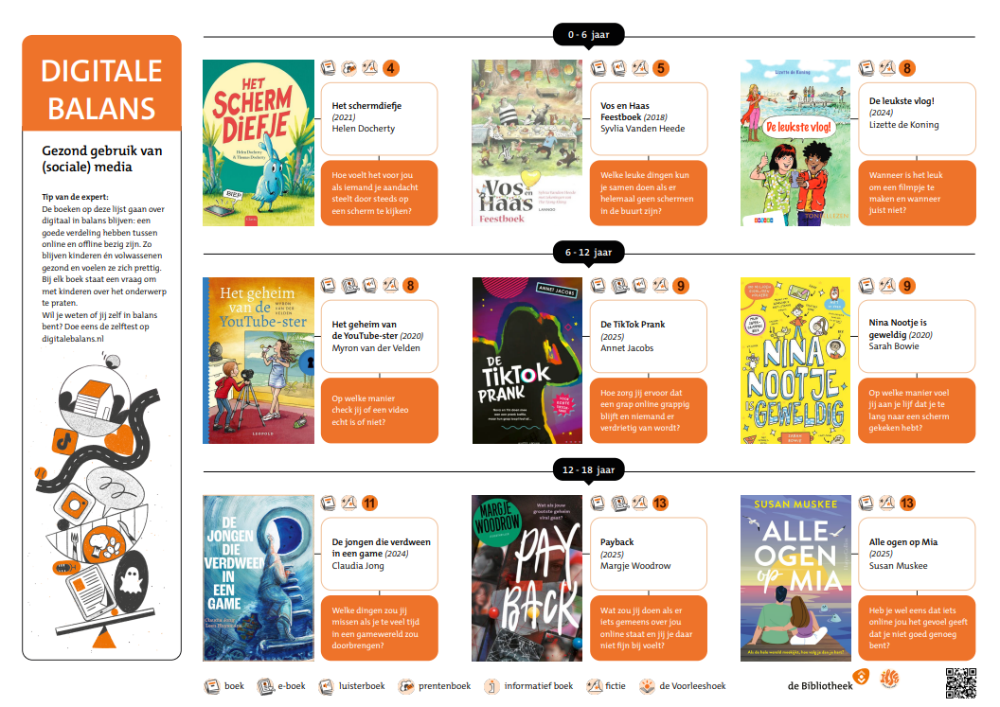 DIGITALE
BALANS
Gezond gebruik van
(sociale) media
Tip van de expert:
De boeken op deze lijst gaan over
digitaal in balans blijven: een
goede verdeling hebben tussen
online en offline bezig zijn. Zo
blijven kinderen én volwassenen
gezond en voelen ze zich prettig.
Bij elk boek staat een vraag om
met kinderen over het onderwerp
te praten.
Wil je weten of jij zelf in balans
bent? Doe eens de zelftest op
digitalebalans.nl
0 - 6 jaar
HET
SCHERM
DIEFJE
Helen Docherty
& Thomas Docherty
BIEP
4
Het schermdiefje
(2021)
Helen Docherty
Hoe voelt het voor jou
als iemand je aandacht
steelt door steeds op
een scherm te kijken?
Vos en
Haas
Feestboek
LANNOO
5
Vos en Haas
Feestboek (2018)
Syvlia Vanden Heede
Welke leuke dingen kun
je samen doen als er
helemaal geen schermen
in de buurt zijn?
Lizette de Koning
De leukste vlog!
8
De leukste vlog!
(2024)
Lizette de Koning
Wanneer is het leuk
om een filmpje te
maken en wanneer
juist niet?
6 - 12 jaar
Het geheim
van de
MYRON
VAN DER
VELDEN
YouTube-ster
LEOPOLD
8
Het geheim van
de YouTube-ster (2020)
Myron van der Velden
Op welke manier
check jij of een video
echt is of niet?
ANNET JACOBS
DE
TikTok
PRANK
9
De TikTok Prank
(2025)
Annet Jacobs
Hoe zorg jij ervoor dat
een grap online grappig
blijft en niemand er
verdrietig van wordt?
NINA
NOOTJE
IS
GEWELDIG
SARAH
BOWIE
9
Nina Nootje is
geweldig (2020)
Sarah Bowie
Op welke manier voel
jij aan je lijf dat je te
lang naar een scherm
gekeken hebt?
12 - 18 jaar
DE
JONGEN
DIE
VERDWEEN
IN
EEN
GAME
Claudia Jong
11
De jongen die verdween
in een game (2024)
Claudia Jong
Welke dingen zou jij
missen als je te veel tijd
in een gamewereld zou
doorbrengen?
MARGJE
WOODROW
Wat als jouw
grootste geheim
viral gaat?
PAY
BACK
13
Payback
(2025)
Margje Woodrow
Wat zou jij doen als er
iets gemeens over jou
online staat en jij je daar
niet fijn bij voelt?
SUSAN MUSKEE
ALLE
OGEN
op MIA
Als de hele wereld meekijkt, hoe volg je dan je hart?
13
Alle ogen op Mia
(2025)
Susan Muskee
Heb je wel eens dat iets
online jou het gevoel geeft
dat je niet goed genoeg
bent?
boek
e-boek
luisterboek
prentenboek
informatief boek
fictie
de Voorleeshoek
de Bibliotheek